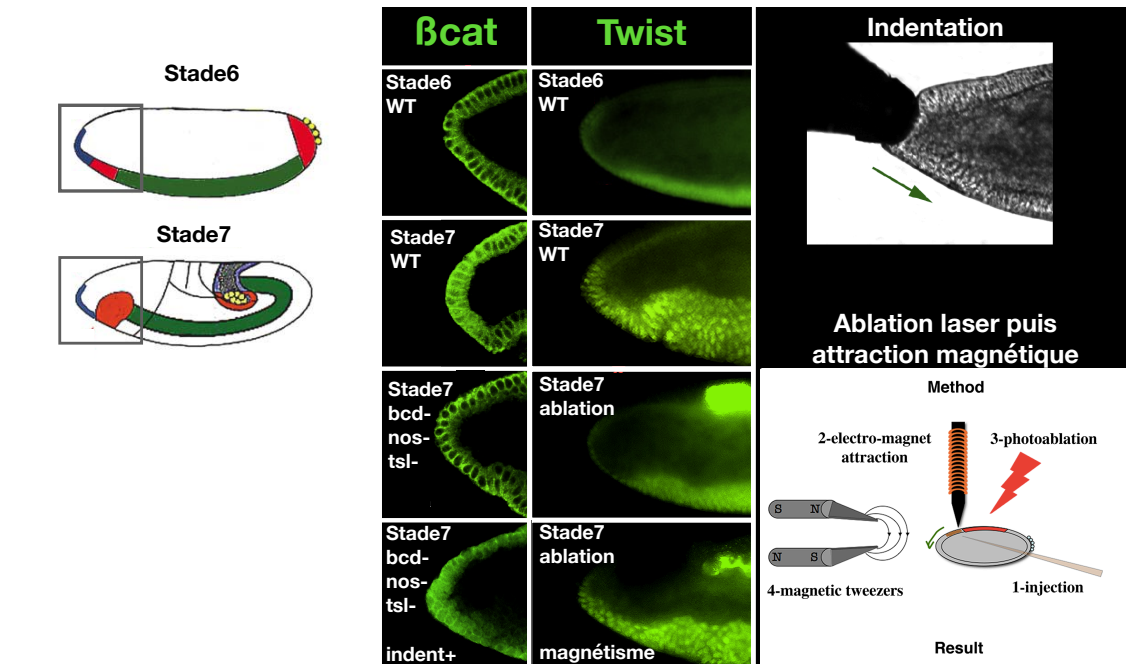 Stade6
Stade7
ßcat
Twist
Indentation
Stade6
WT
Stade6
WT
Stade7
WT
Stade7
WT
Stade7
bcd-
nos-
tsl-
Stade7
ablation
Stade7
bcd-
nos-
tsl-
indent+
Stade7
ablation
magnétisme
Ablation laser puis
attraction magnétique
Method
2-electro-magnet
attraction
3-photoablation
S N
N S
4-magnetic tweezers
1-injection
Result